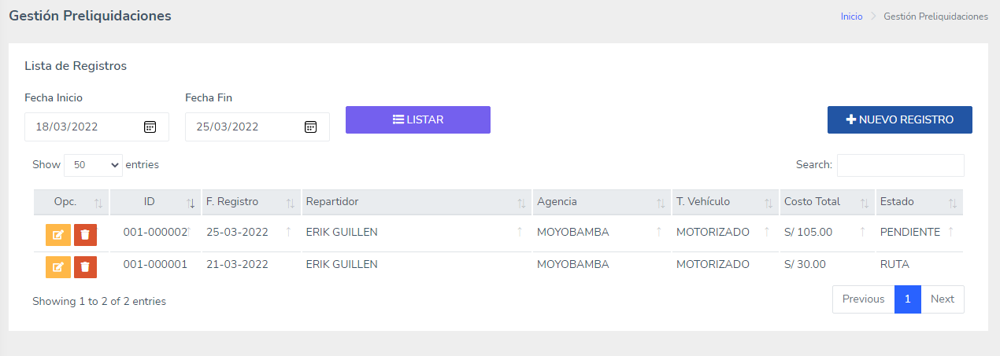 Gestión Preliquidaciones
Inicio > Gestión Preliquidaciones
Lista de Registros
Fecha Inicio Fecha Fin
18/03/2022 25/03/2022 LISTAR NUEVO REGISTRO
Show 50 entries Search:
Opc. ID F. Registro Repartidor Agencia T. Vehículo Costo Total Estado
001-000002 25-03-2022 ERIK GUILLEN MOYOBAMBA MOTORIZADO S/ 105.00 PENDIENTE
001-000001 21-03-2022 ERIK GUILLEN MOYOBAMBA MOTORIZADO S/ 30.00 RUTA
Showing 1 to 2 of 2 entries Previous 1 Next